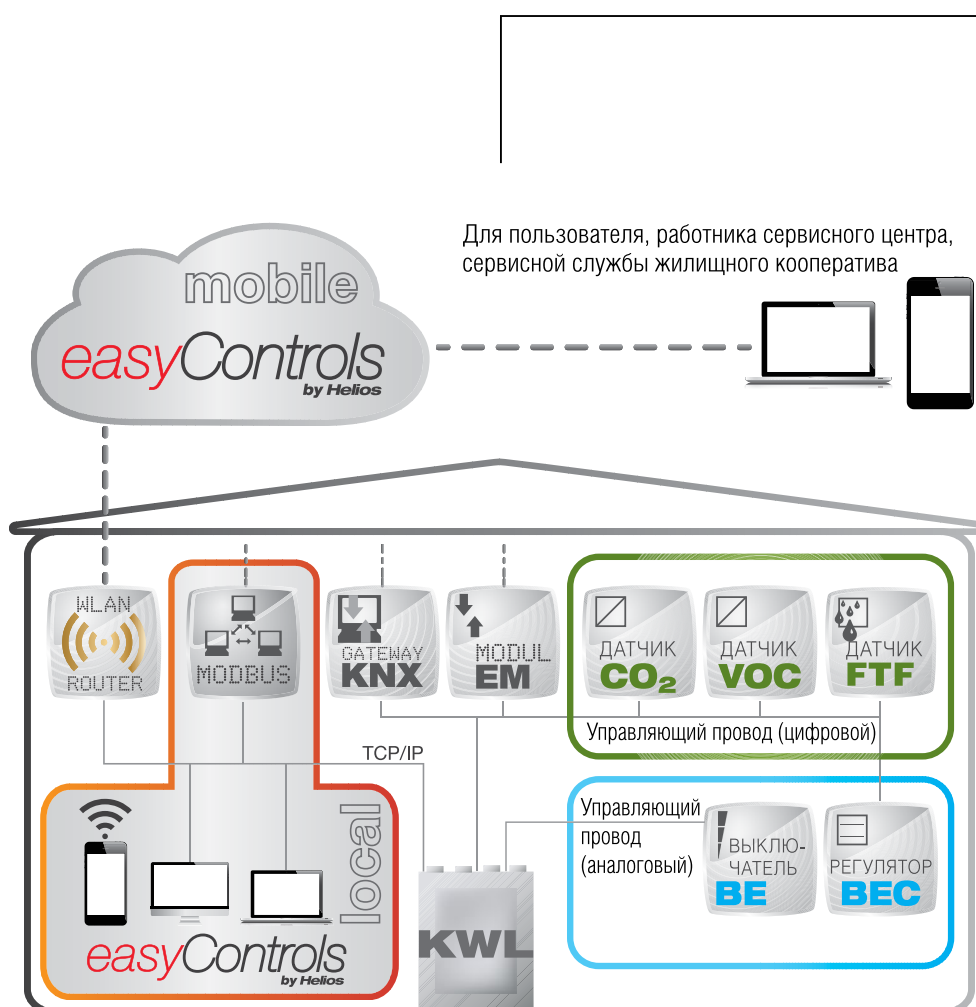 Для пользователя, работника сервисного центра,
сервисной службы жилищного кооператива
mobile
easyControls
by Helios
WLAN
ROUTER
MODBUS
GATEWAY
KNX
MODUL
EM
ДАТЧИК
CO₂
ДАТЧИК
VOC
ДАТЧИК
FTF
Управляющий провод (цифровой)
TCP/IP
Управляющий
провод
(аналоговый)
ВЫКЛЮ-
ЧАТЕЛЬ
BE
РЕГУЛЯТОР
BEC
local
easyControls
by Helios
KWL